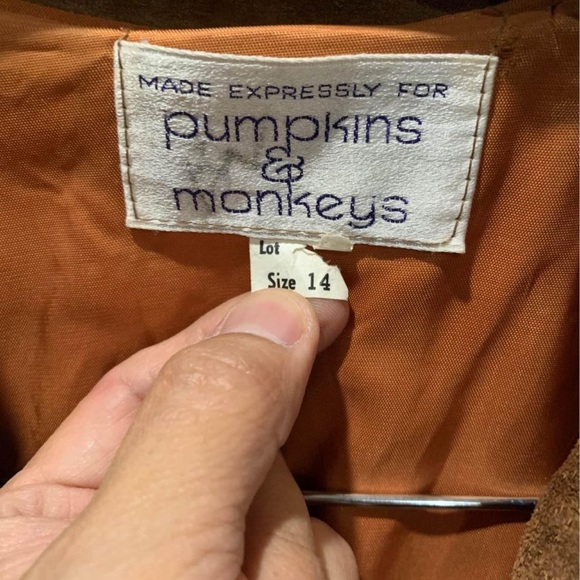 MADE EXPRESSLY FOR
pumpkins
&
monkeys
Lot
Size 14